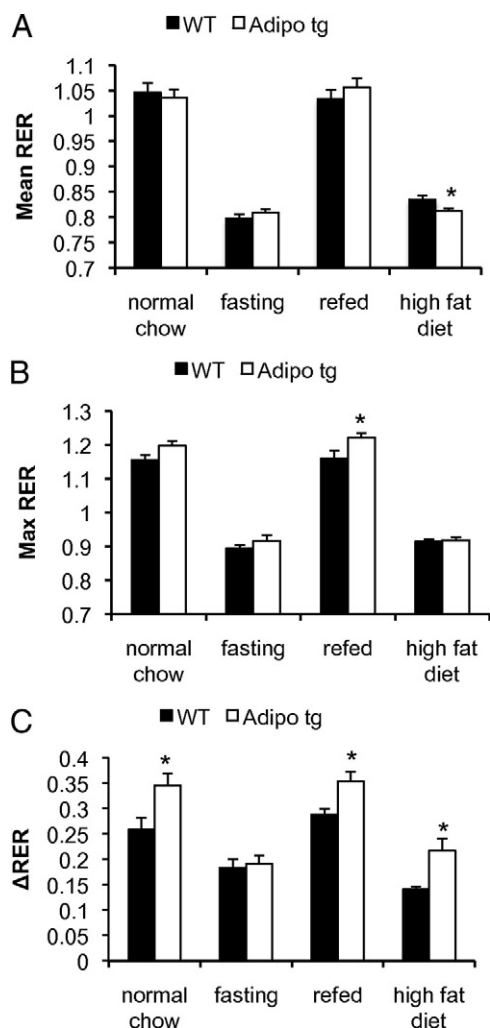 A
WT Adipo tg
Mean RER
1.1
1.05
1
0.95
0.9
0.85
0.8
0.75
0.7
*
normal fasting refed high fat
chow diet
B
WT Adipo tg
Max RER
1.3
1.2
1.1
1
0.9
0.8
0.7
*
normal fasting refed high fat
chow diet
C
WT Adipo tg
ΔRER
0.4
0.35
0.3
0.25
0.2
0.15
0.1
0.05
0
* * *
normal fasting refed high fat
chow diet